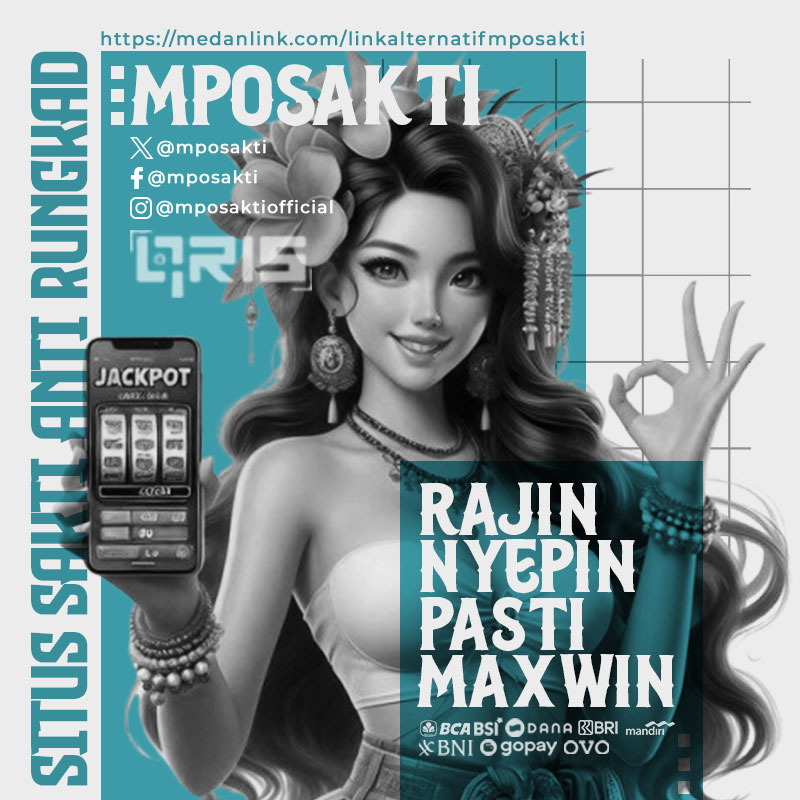 https://medanlink.com/linkalternatifmposakti
MPOSAKTI
@mposakti
@mposakti
@mposaktiofficial
QRIS
SITUS SAKTI ANTI RUNGKAD
JACKPOT
RAJIN
NYEPIN
PASTI
MAXWIN
BCA BSI DANA BRI mandiri
BNI gopay OVO